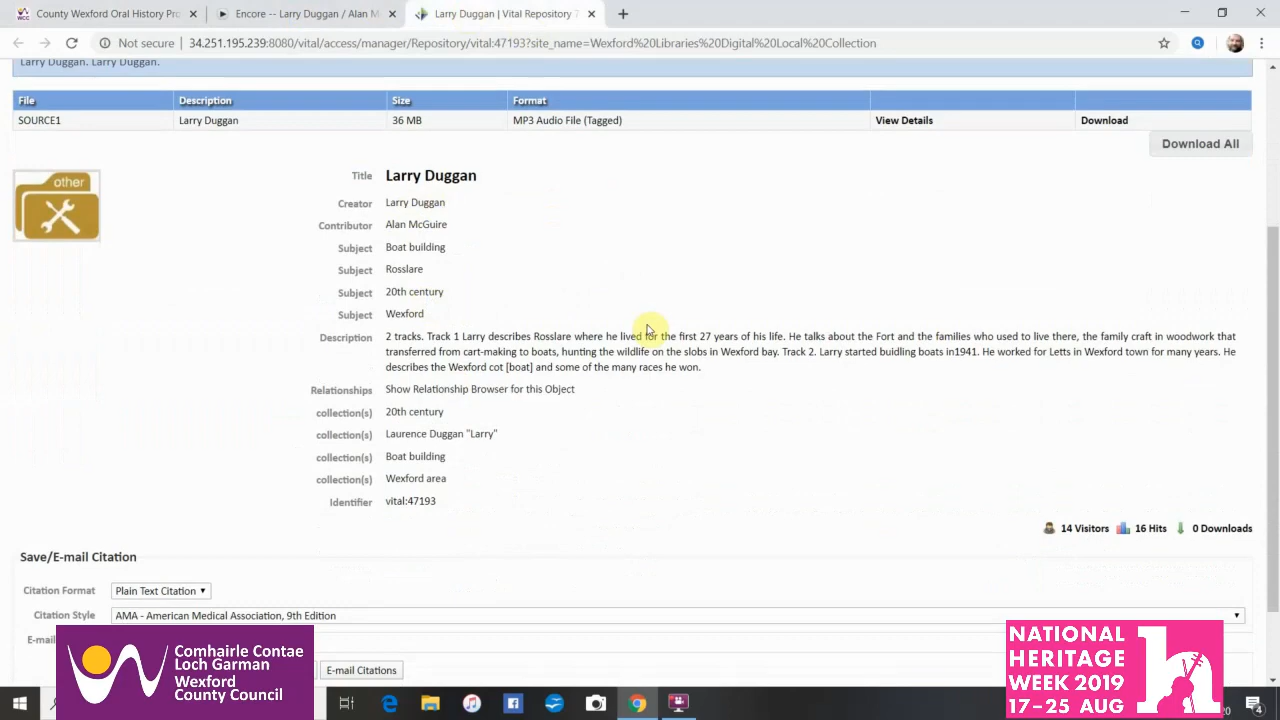 County Wexford Oral History Pro
Encore -- Larry Duggan / Alan M
Larry Duggan | Vital Repository 7
Not secure | 34.251.195.239:8080/vital/access/manager/Repository/vital:47193?site_name=Wexford%20Libraries%20Digital%20Local%20Collection
Larry Duggan. Larry Duggan.
File Description Size Format
SOURCE1 Larry Duggan 36 MB MP3 Audio File (Tagged) View Details Download
Download All
other
Title Larry Duggan
Creator Larry Duggan
Contributor Alan McGuire
Subject Boat building
Subject Rosslare
Subject 20th century
Subject Wexford
Description 2 tracks. Track 1 Larry describes Rosslare where he lived for the first 27 years of his life. He talks about the Fort and the families who used to live there, the family craft in woodwork that
transferred from cart-making to boats, hunting the wildlife on the slobs in Wexford bay. Track 2. Larry started buidling boats in1941. He worked for Letts in Wexford town for many years. He
describes the Wexford cot [boat] and some of the many races he won.
Relationships Show Relationship Browser for this Object
collection(s) 20th century
collection(s) Laurence Duggan "Larry"
collection(s) Boat building
collection(s) Wexford area
Identifier vital:47193
14 Visitors 16 Hits 0 Downloads
Save/E-mail Citation
Citation Format Plain Text Citation
Citation Style AMA - American Medical Association, 9th Edition
E-mail Citations
Comhairle Contae
Loch Garman
Wexford
County Council
NATIONAL
HERITAGE
WEEK 2019
17–25 AUG
h
20
4